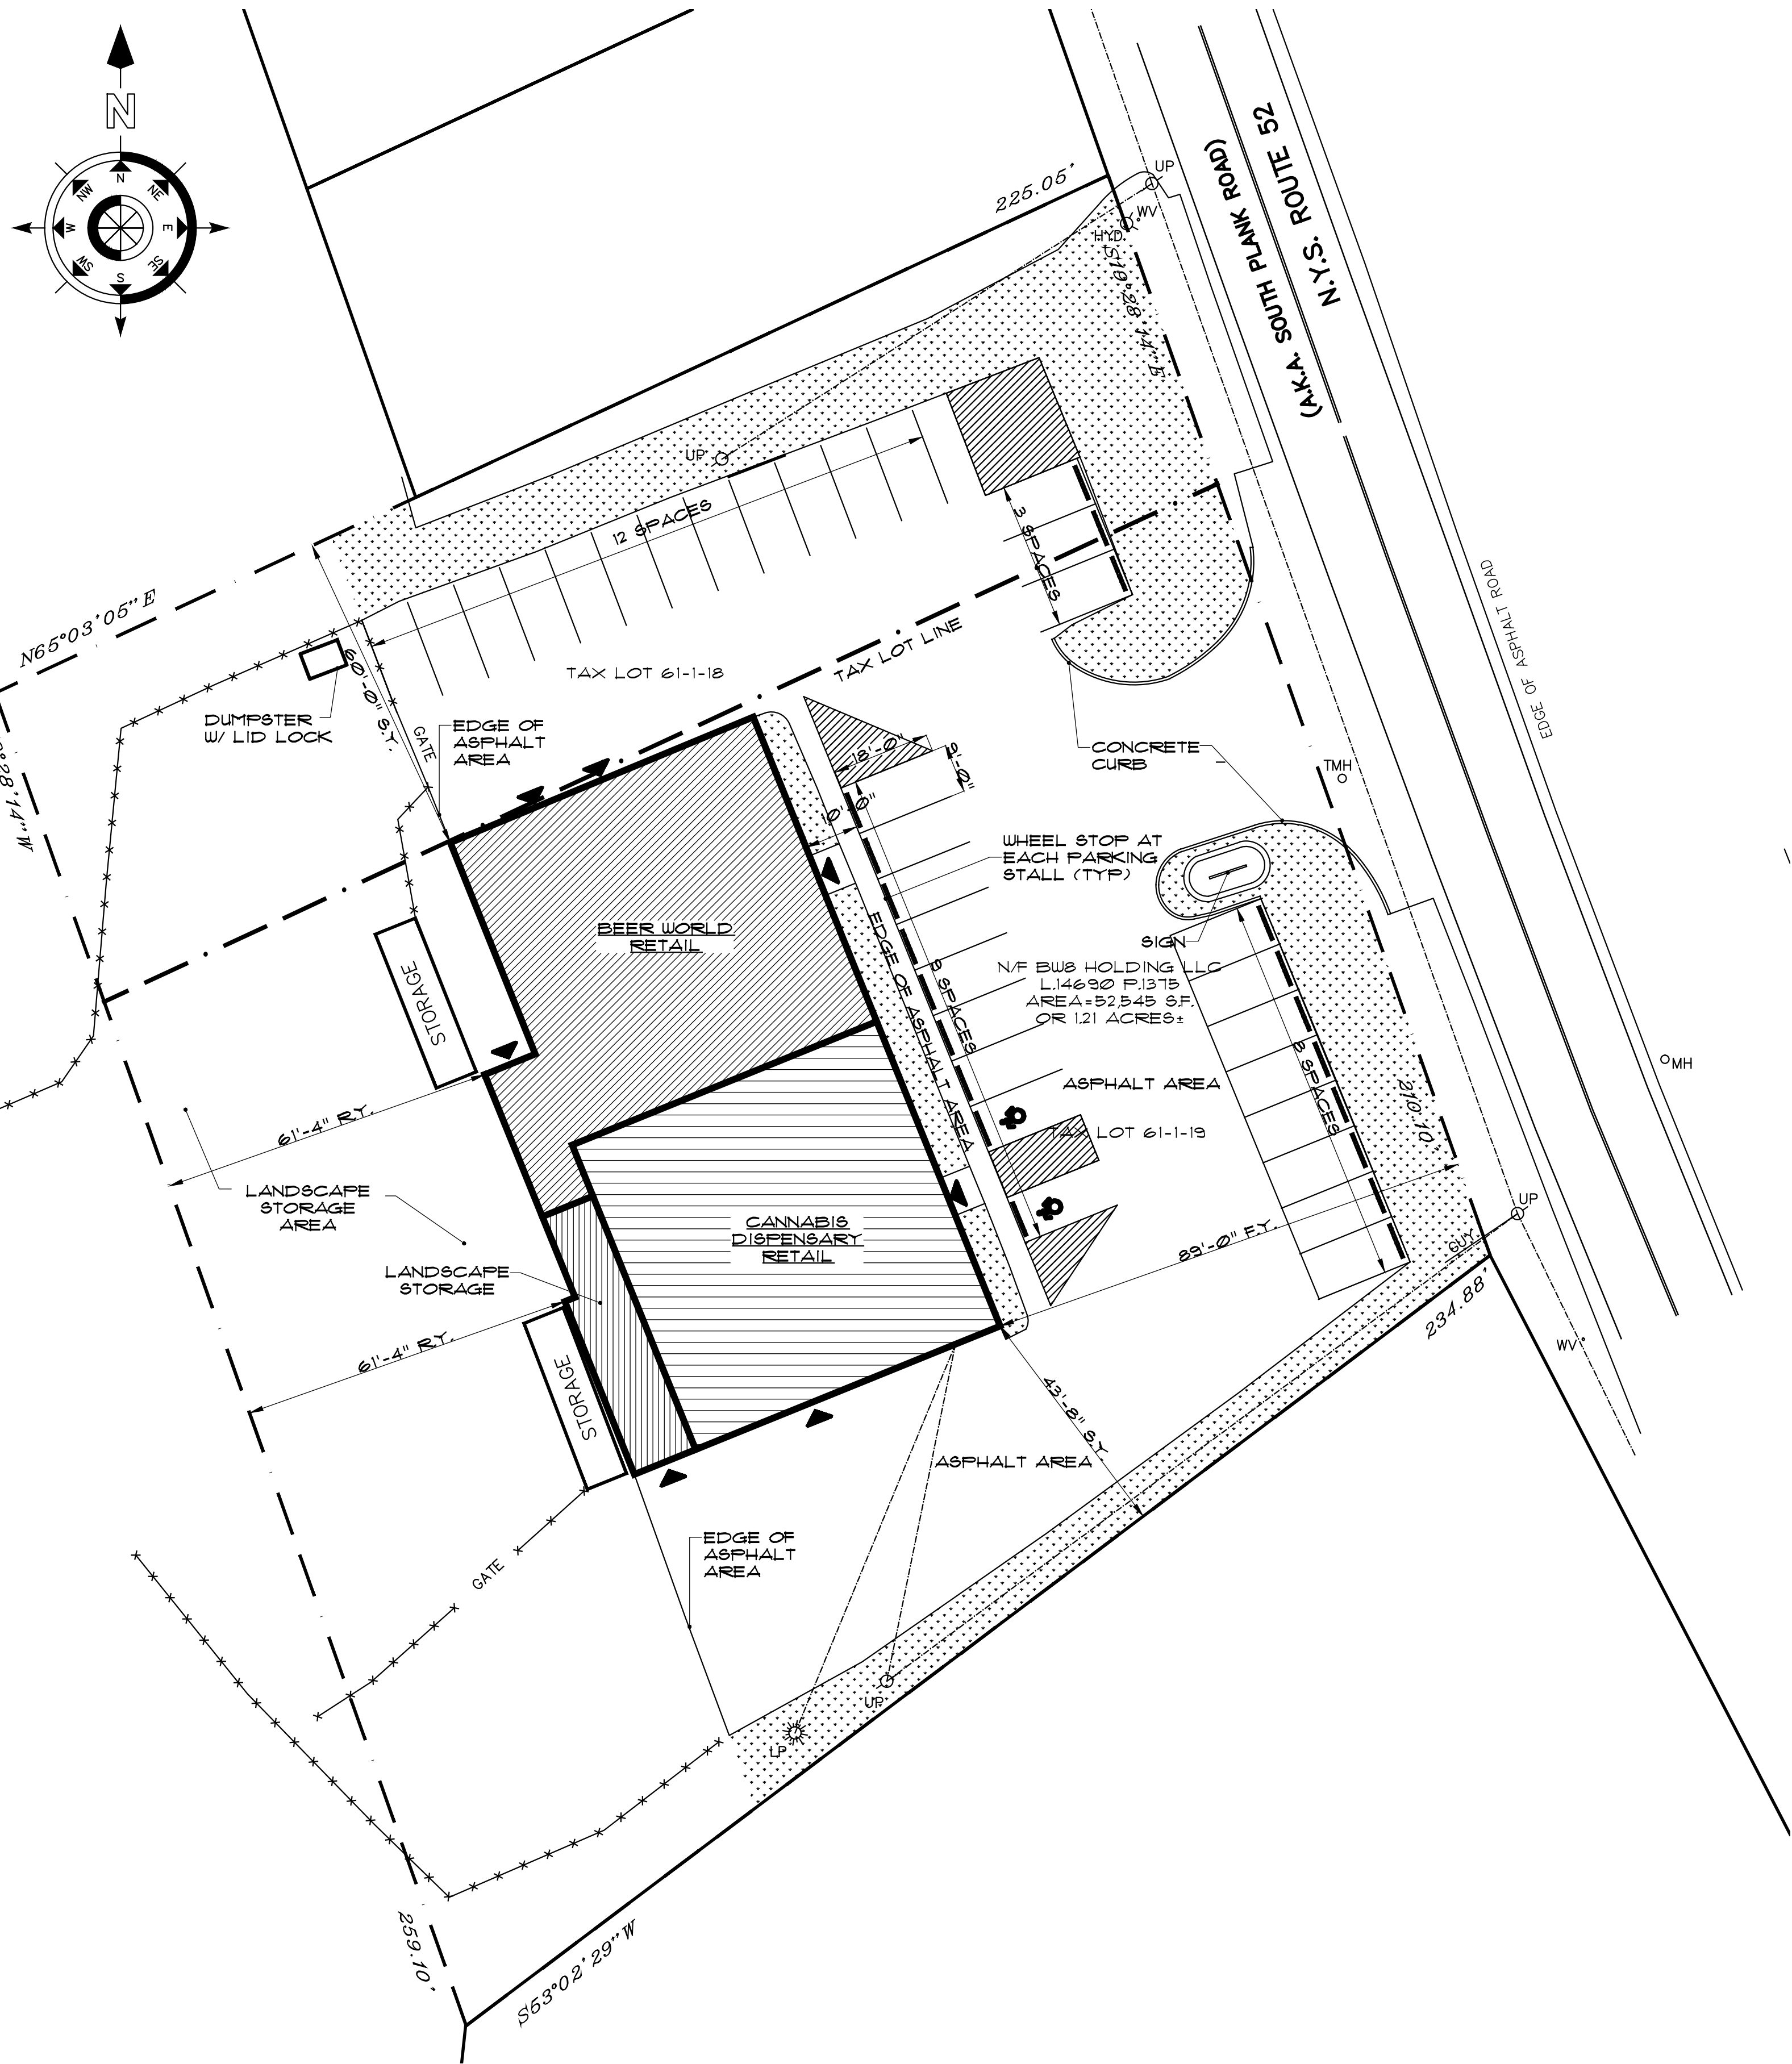 N
N
NE
E
SE
S
SW
W
NW
225.05'
UP
WV
HYD.
S19°28'14"E
(A.K.A. SOUTH PLANK ROAD)
N.Y.S. ROUTE 52
UP
12 SPACES
3 SPACES
EDGE OF ASPHALT ROAD
N65°03'05"E
TAX LOT LINE
TAX LOT 61-1-18
60'-0" S.Y.
DUMPSTER
W/ LID LOCK
GATE
EDGE OF
ASPHALT
AREA
18'-0"
9'-0"
CONCRETE
CURB
TMH
WHEEL STOP AT
EACH PARKING
STALL (TYP)
BEER WORLD
RETAIL
EDGE OF ASPHALT AREA
9 SPACES
SIGN
N/F BW8 HOLDING LLC
L.14690 P.1375
AREA=52,545 S.F.
OR 1.21 ACRES±
STORAGE
8 SPACES
MH
ASPHALT AREA
TAX LOT 61-1-19
210.10'
61'-4" R.Y.
LANDSCAPE
STORAGE
AREA
CANNABIS
DISPENSARY
RETAIL
UP
GUY
89'-0" F.Y.
LANDSCAPE
STORAGE
234.88'
WV
61'-4" R.Y.
STORAGE
43'-8" S.Y.
ASPHALT AREA
EDGE OF
ASPHALT
AREA
GATE
UP
LP
259.10'
S53°02'29"W